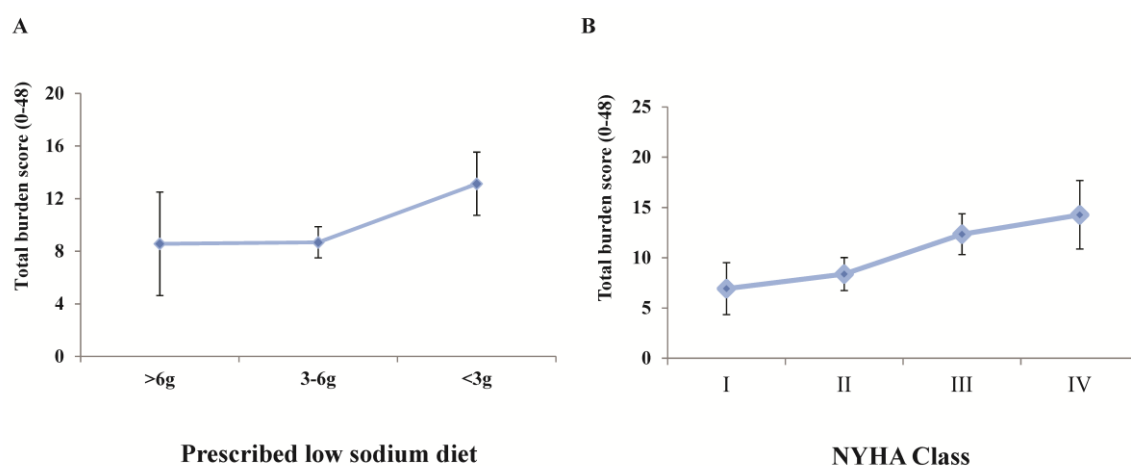 A
Total burden score (0-48)
20
16
12
8
4
0
>6g
3-6g
<3g
Prescribed low sodium diet
B
Total burden score (0-48)
25
20
15
10
5
0
I
II
III
IV
NYHA Class